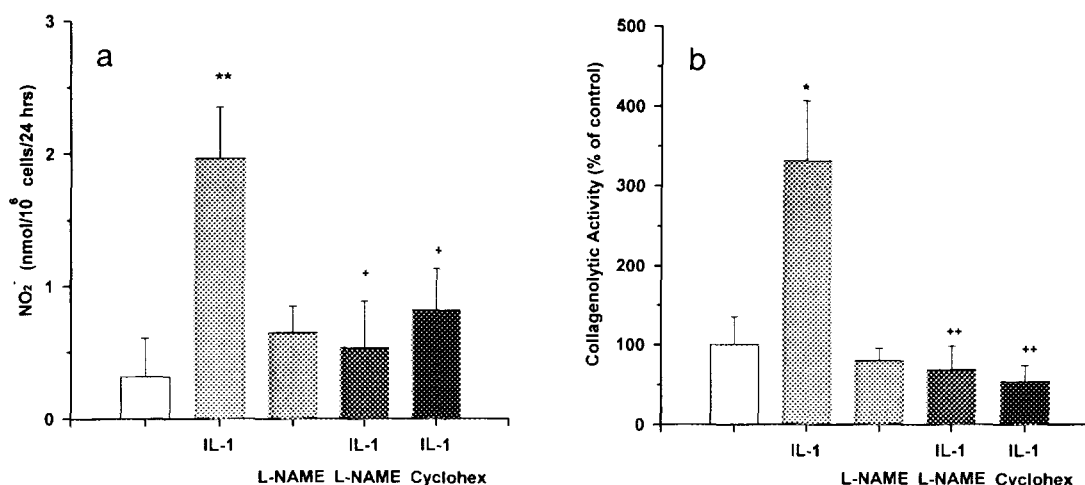 a
NO₂⁻ (nmol/10⁶ cells/24 hrs)
3
2
1
0
**
+
+
IL-1 IL-1 IL-1
L-NAME L-NAME Cyclohex
b
Collagenolytic Activity (% of control)
500
400
300
200
100
0
*
++
++
IL-1 IL-1 IL-1
L-NAME L-NAME Cyclohex